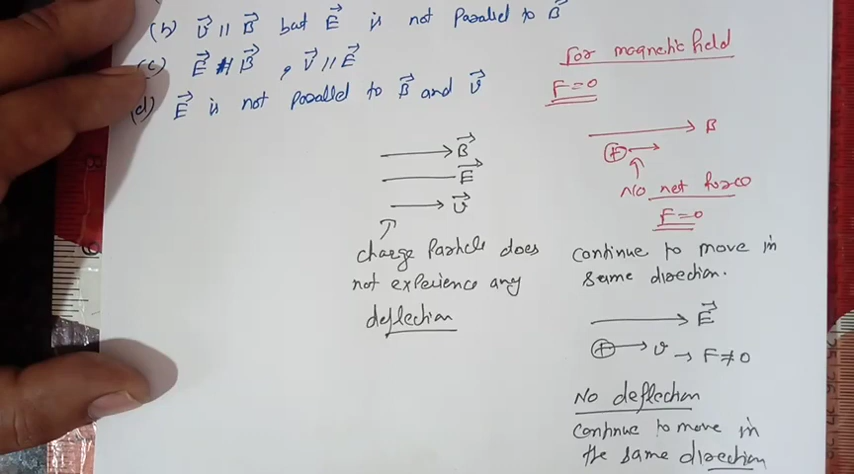 (b) v⃗ ∥ B⃗ but E⃗ is not Parallel to B⃗
(c) E⃗ ∦ B⃗ , v⃗ ∥ E⃗
(d) E⃗ is not parallel to B⃗ and v⃗
B⃗
E⃗
v⃗
charge Particle does
not experience any
deflection
For magnetic field
F=0
B
+
No net force
F=0
Continue to move in
same direction.
E⃗
+ → v → F≠0
No deflection
Continue to move in
the same direction